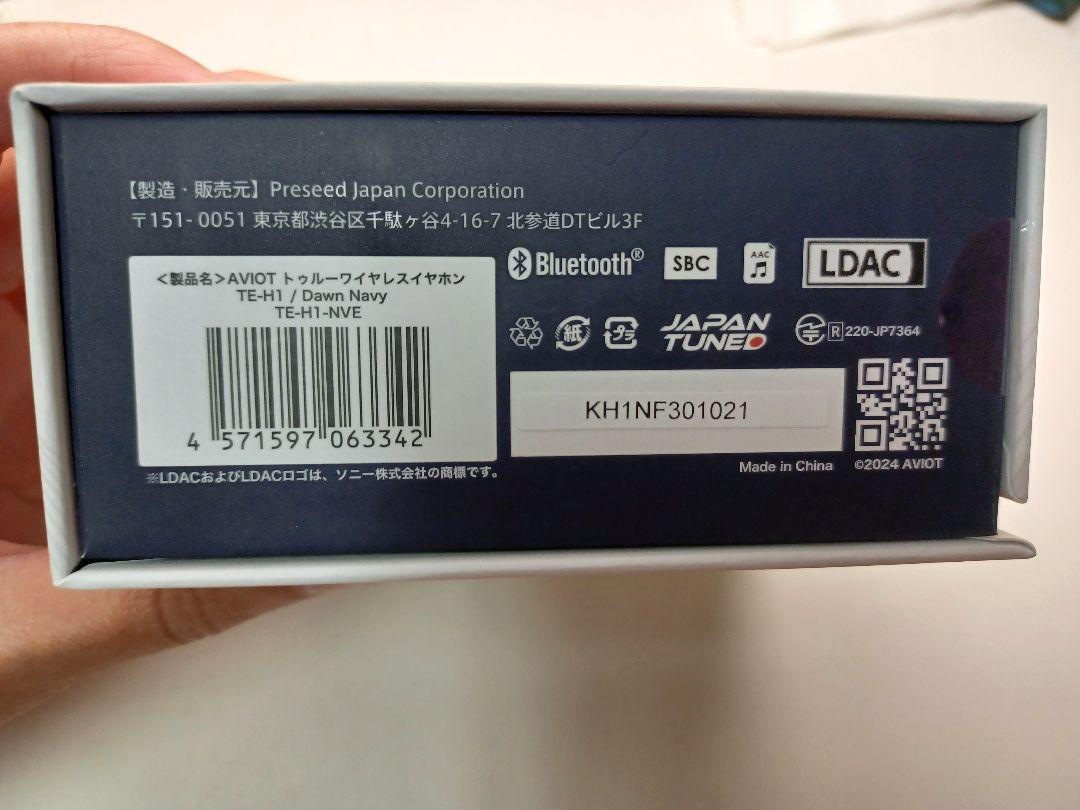 【製造・販売元】Preseed Japan Corporation
〒151-0051 東京都渋谷区千駄ヶ谷4-16-7 北参道DTビル3F
Bluetooth®
SBC
AAC
LDAC
<製品名>AVIOT トゥルーワイヤレスイヤホン
TE-H1 / Dawn Navy
TE-H1-NVE
4 571597 063342
紙
プラ
JAPAN
TUNED
R 220-JP7364
KH1NF301021
Made in China
©2024 AVIOT
※LDACおよびLDACロゴは、ソニー株式会社の商標です。